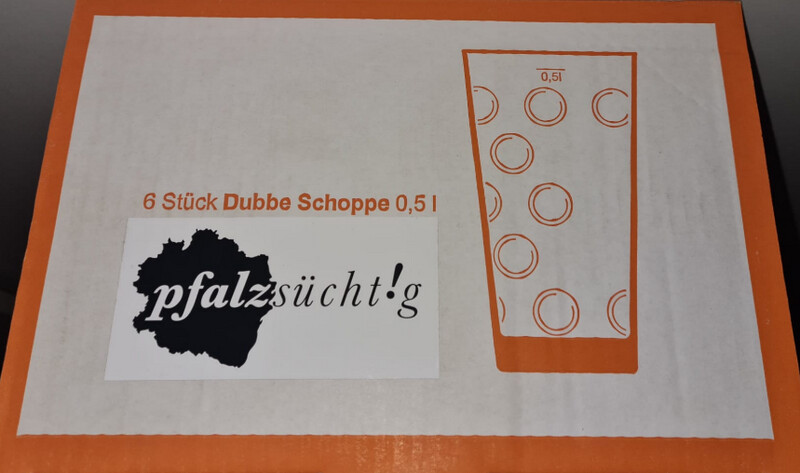 0,5l
6 Stück Dubbe Schoppe 0,5 l
pfalzsücht!g